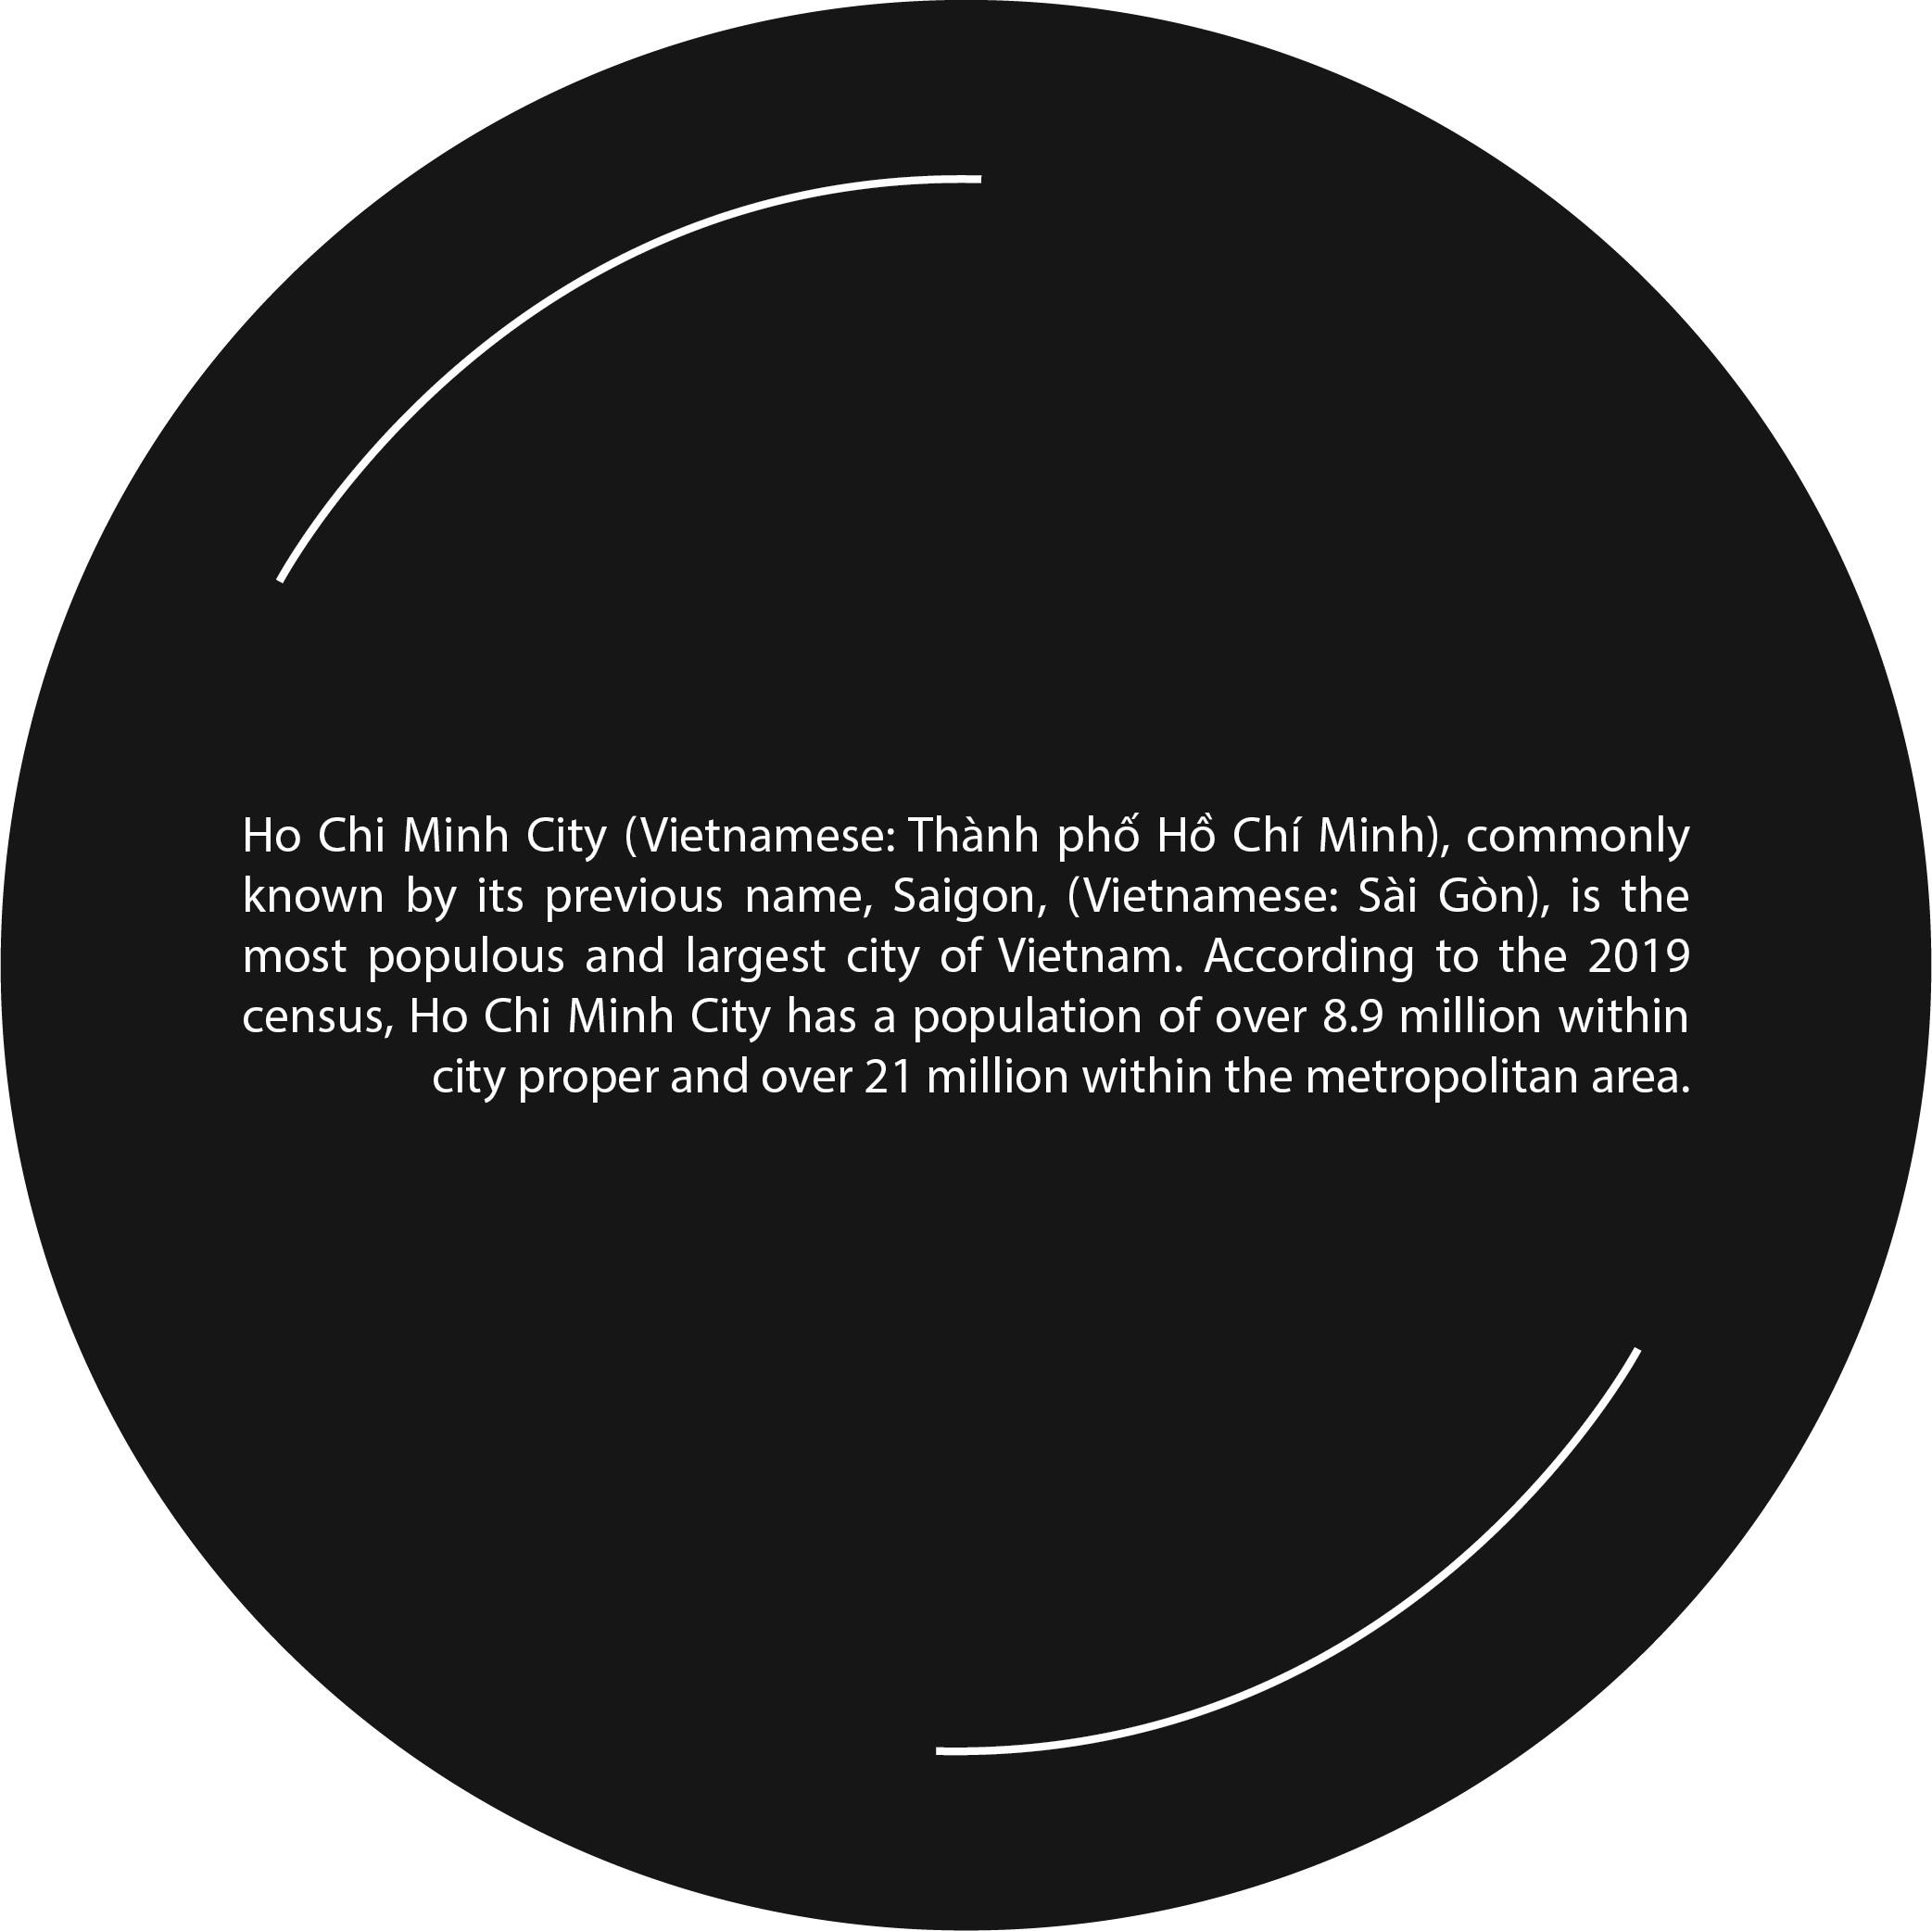 Ho Chi Minh City (Vietnamese: Thành phố Hồ Chí Minh), commonly
known by its previous name, Saigon, (Vietnamese: Sài Gòn), is the
most populous and largest city of Vietnam. According to the 2019
census, Ho Chi Minh City has a population of over 8.9 million within
city proper and over 21 million within the metropolitan area.